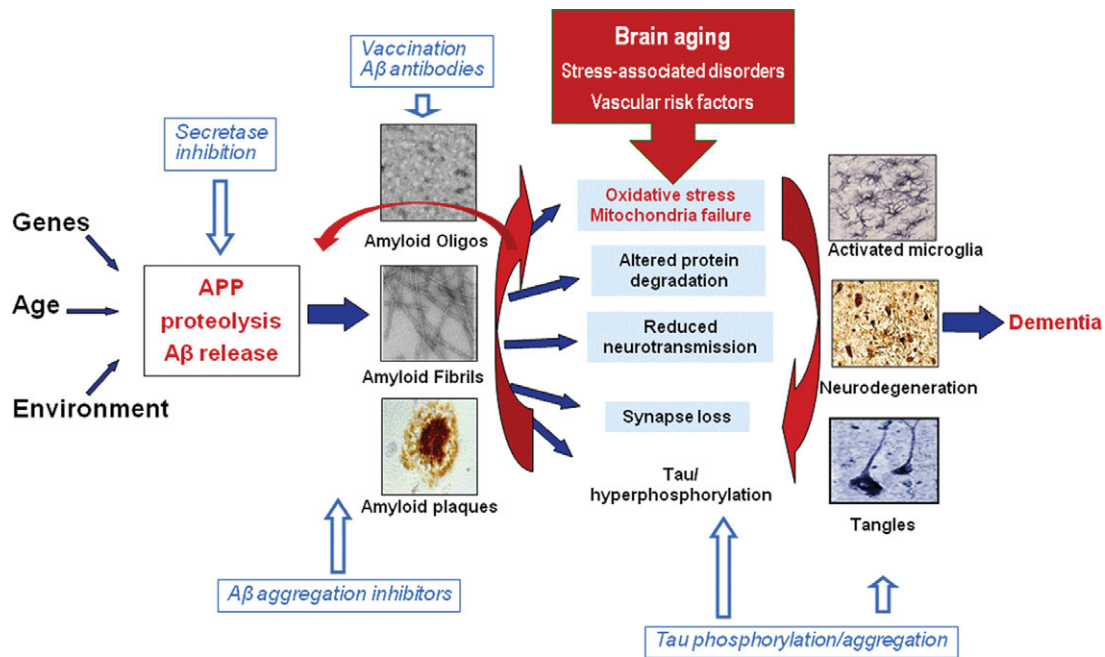 Vaccination
Aβ antibodies
Brain aging
Stress-associated disorders
Vascular risk factors
Secretase
inhibition
Genes
Age
Environment
APP
proteolysis
Aβ release
Amyloid Oligos
Amyloid Fibrils
Amyloid plaques
Aβ aggregation inhibitors
Oxidative stress
Mitochondria failure
Altered protein
degradation
Reduced
neurotransmission
Synapse loss
Tau/
hyperphosphorylation
Activated microglia
Neurodegeneration
Tangles
Dementia
Tau phosphorylation/aggregation